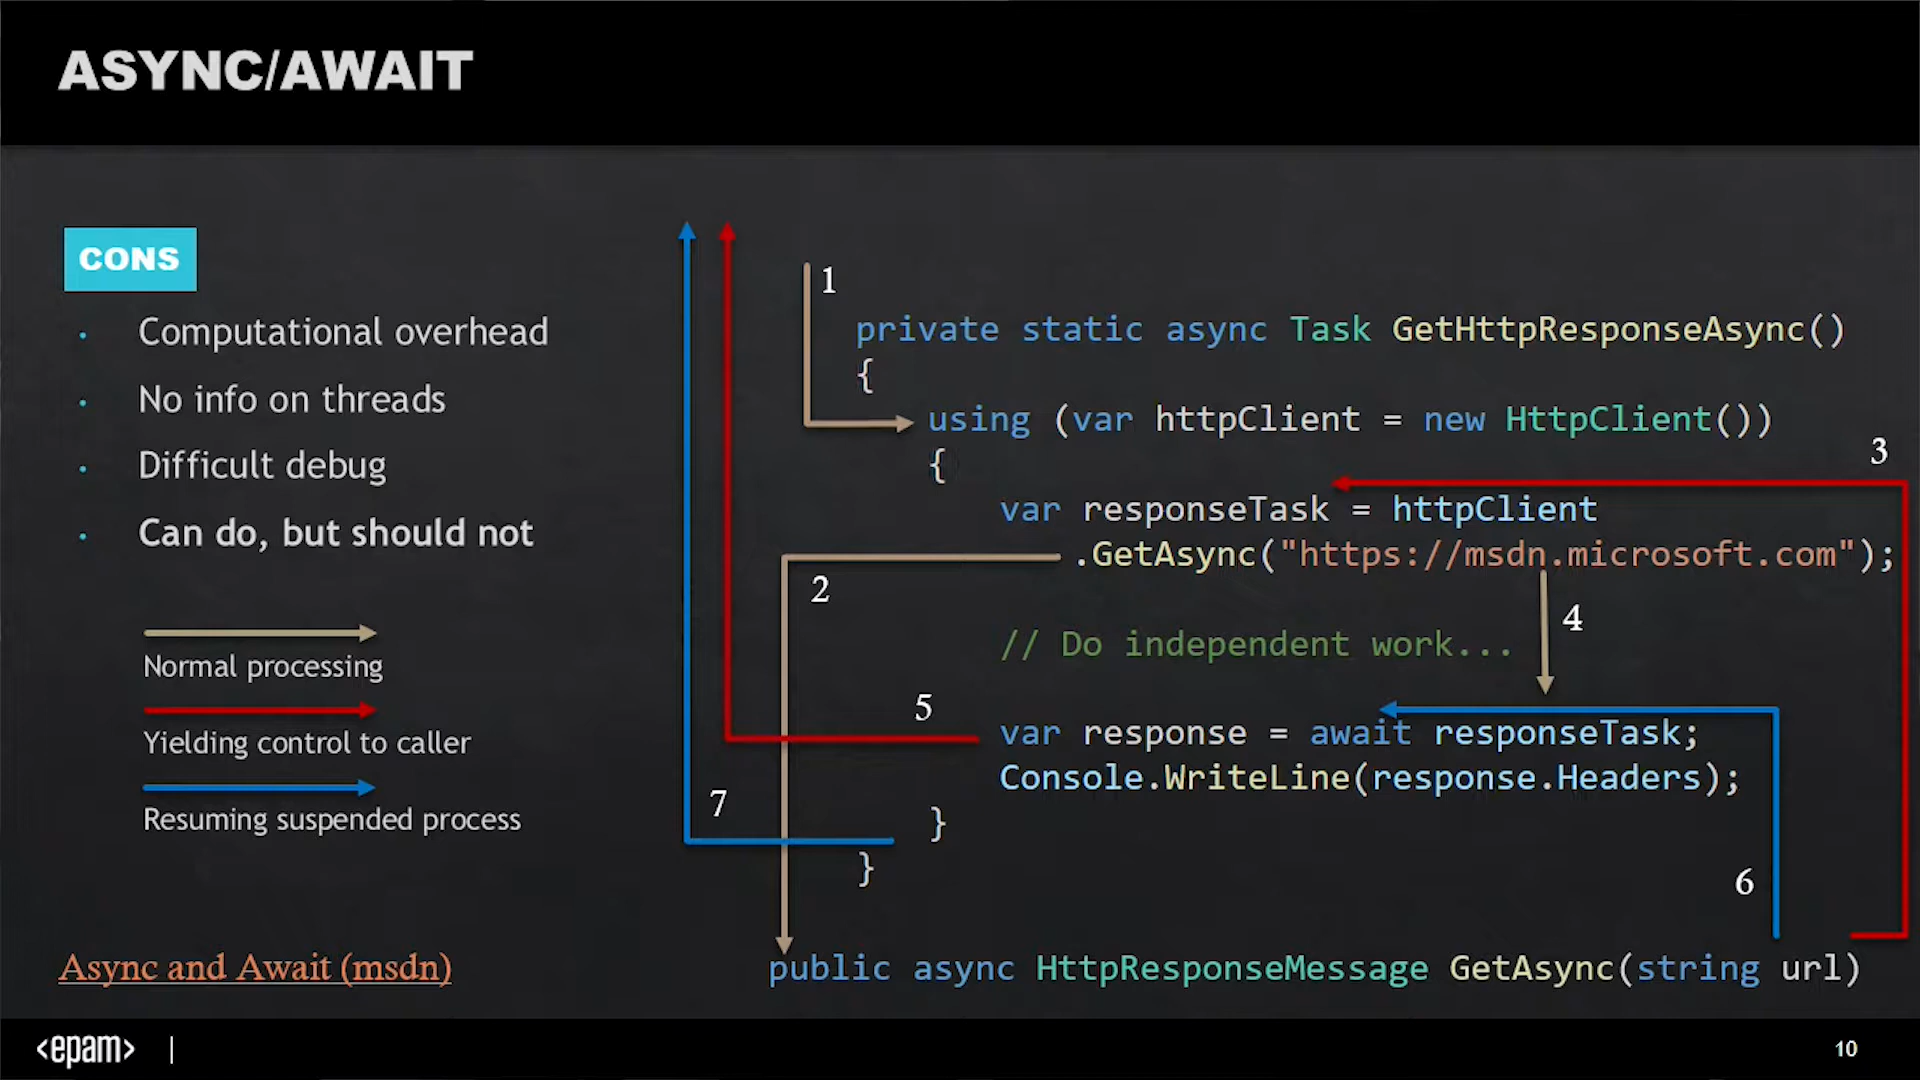 ASYNC/AWAIT
CONS
• Computational overhead
• No info on threads
• Difficult debug
• Can do, but should not
Normal processing
Yielding control to caller
Resuming suspended process
Async and Await (msdn)
1
private static async Task GetHttpResponseAsync()
{
using (var httpClient = new HttpClient())
{
3
var responseTask = httpClient
.GetAsync("https://msdn.microsoft.com");
2
4
// Do independent work...
5
var response = await responseTask;
Console.WriteLine(response.Headers);
7
}
}
6
public async HttpResponseMessage GetAsync(string url)
<epam> |
10